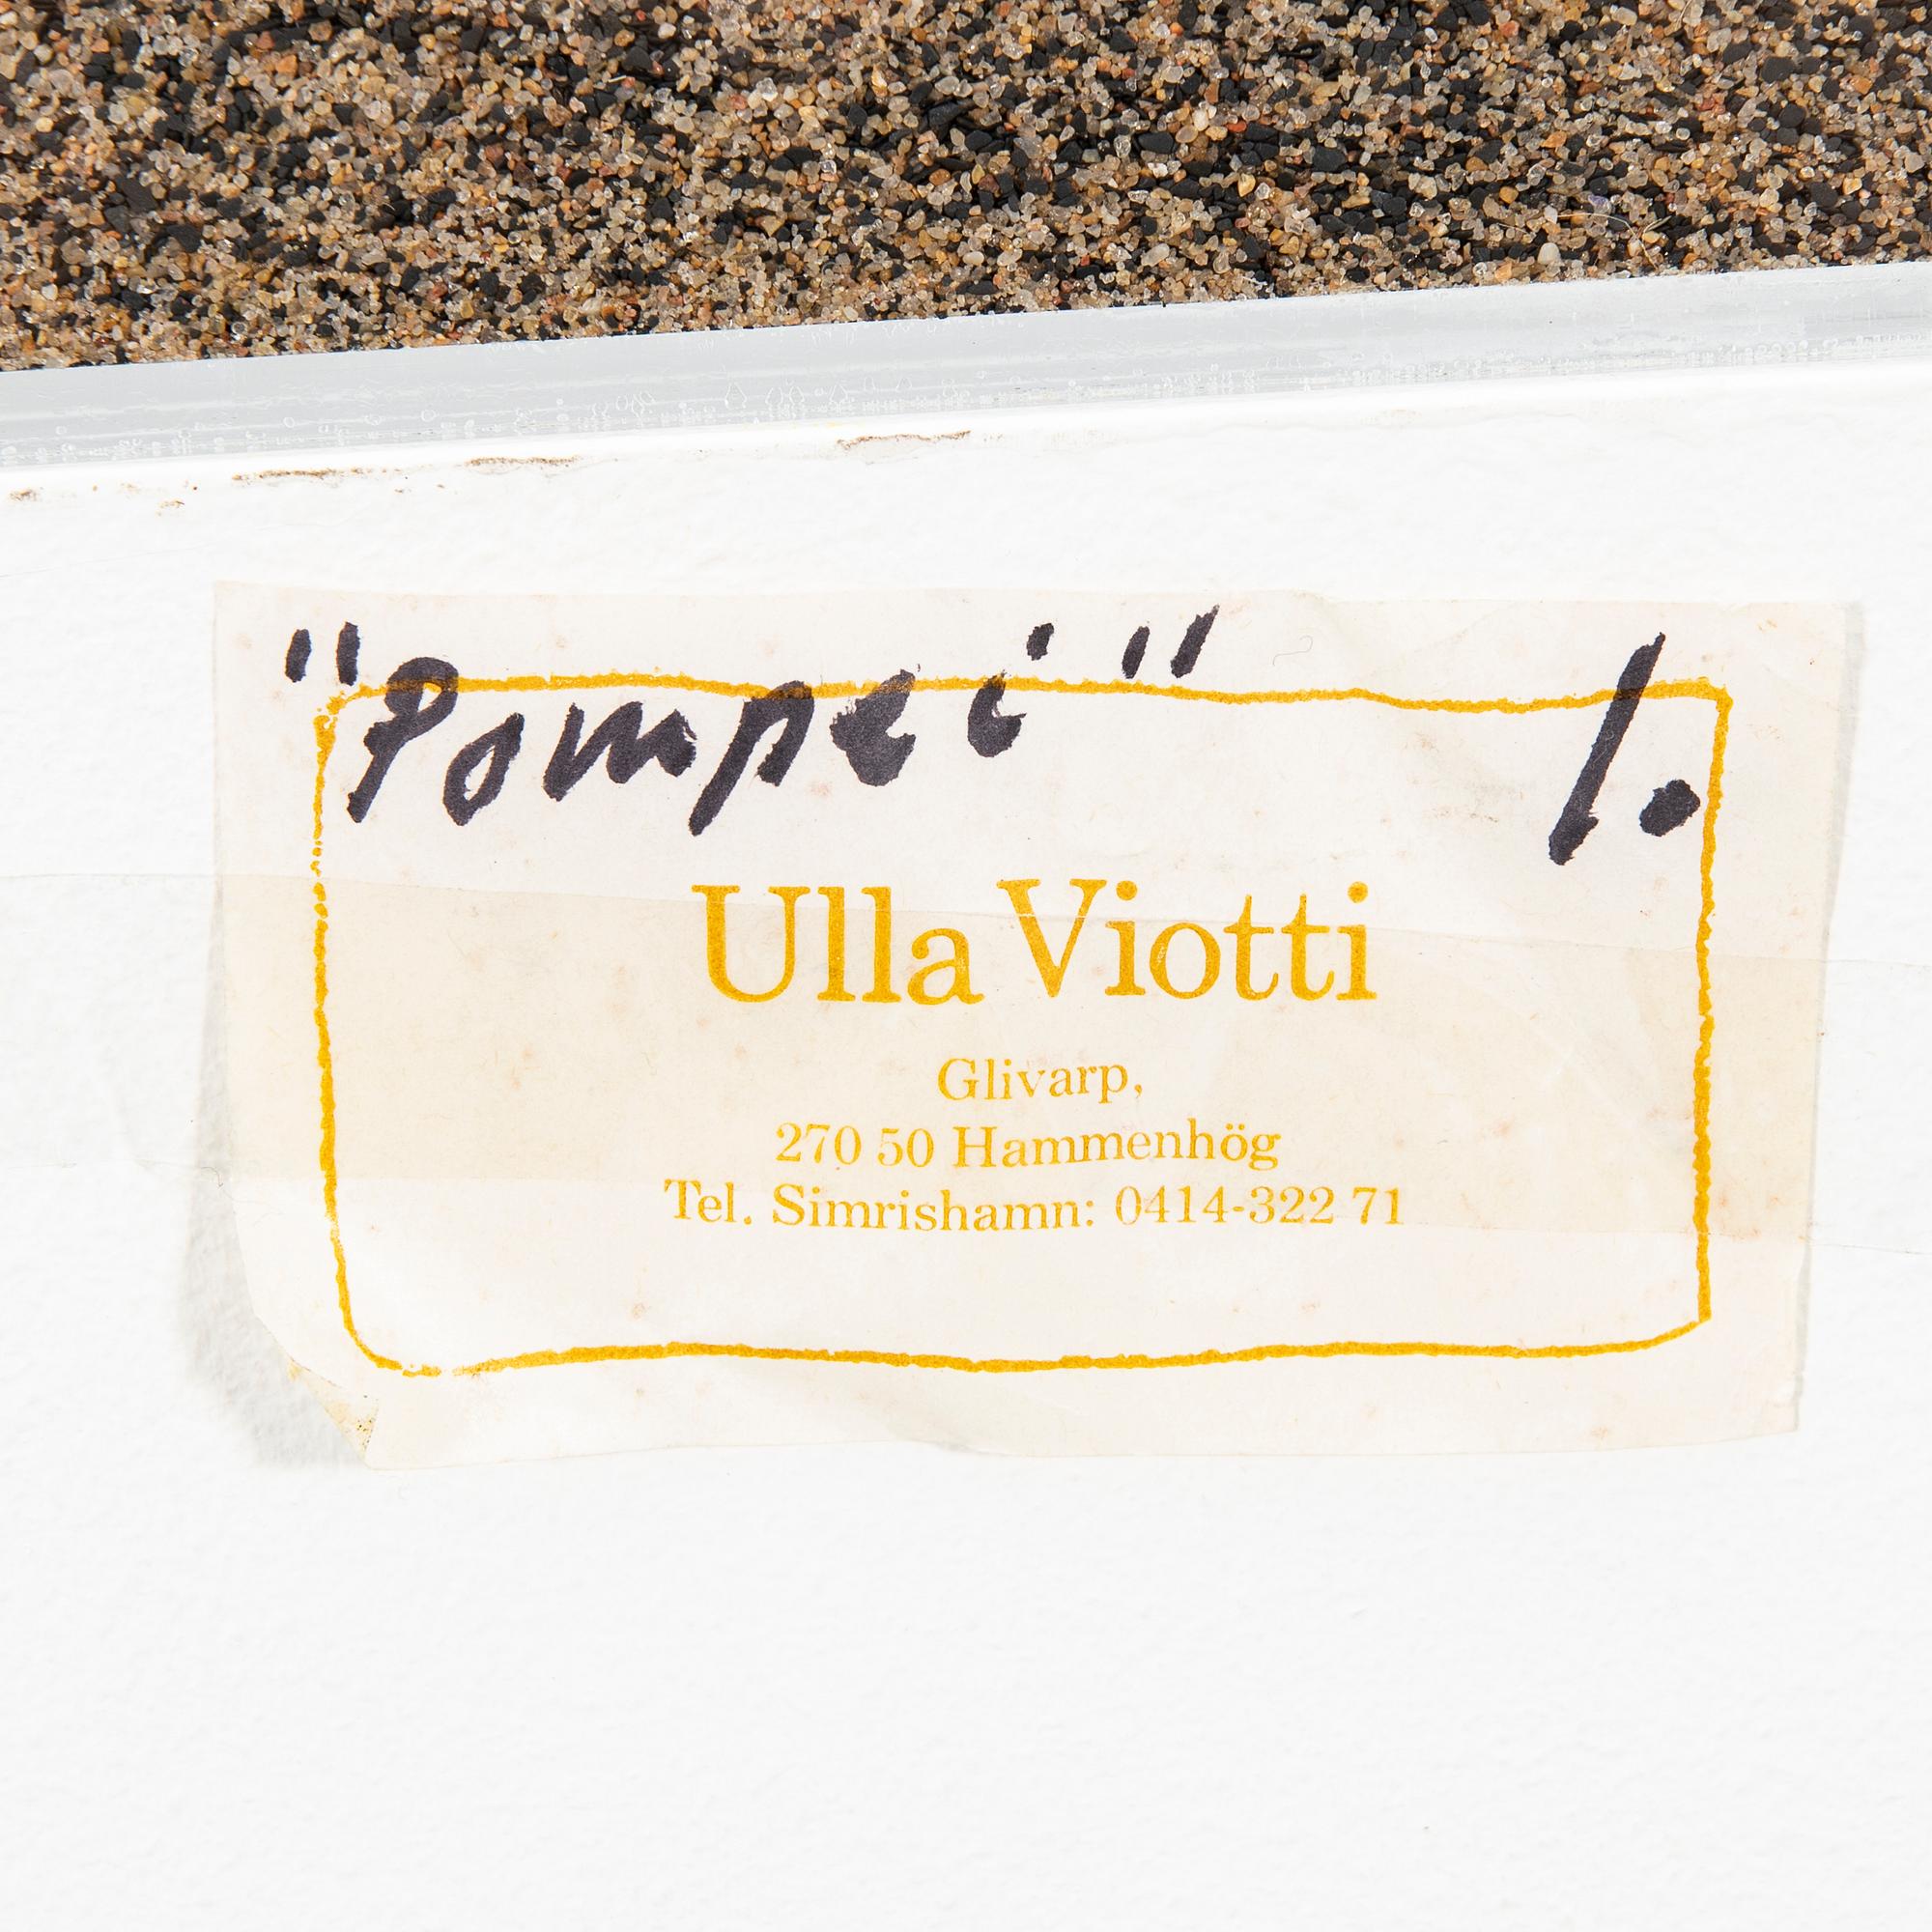 "Pompei" 1.
Ulla Viotti
Glivarp,
270 50 Hammenhög
Tel. Simrishamn: 0414-322 71